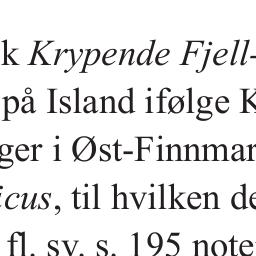 k Krypende Fjell-
på Island ifølge K
ger i Øst-Finnmar
icus, til hvilken de
fl. sv. s. 195 note